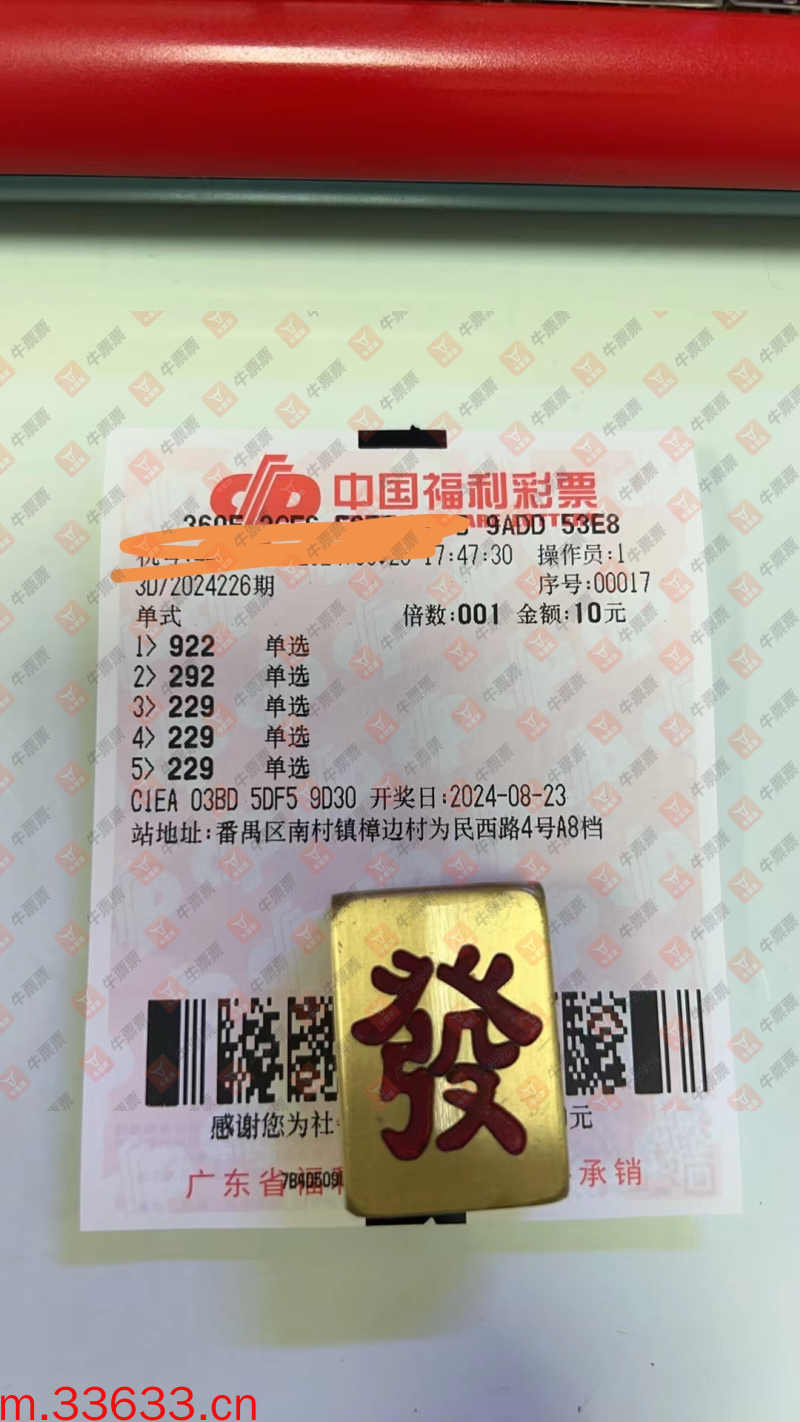 中国福利彩票
9ADD 53E8
17:47:30 操作员:1
3D/2024226期 序号:00017
单式 倍数:001 金额:10元
1> 922 单选
2> 292 单选
3> 229 单选
4> 229 单选
5> 229 单选
C1EA 03BD 5DF5 9D30 开奖日:2024-08-23
站地址:番禺区南村镇樟边村为民西路4号A8档
發
感谢您为社 元
广东省福 承销
牛票票
m.33633.cn